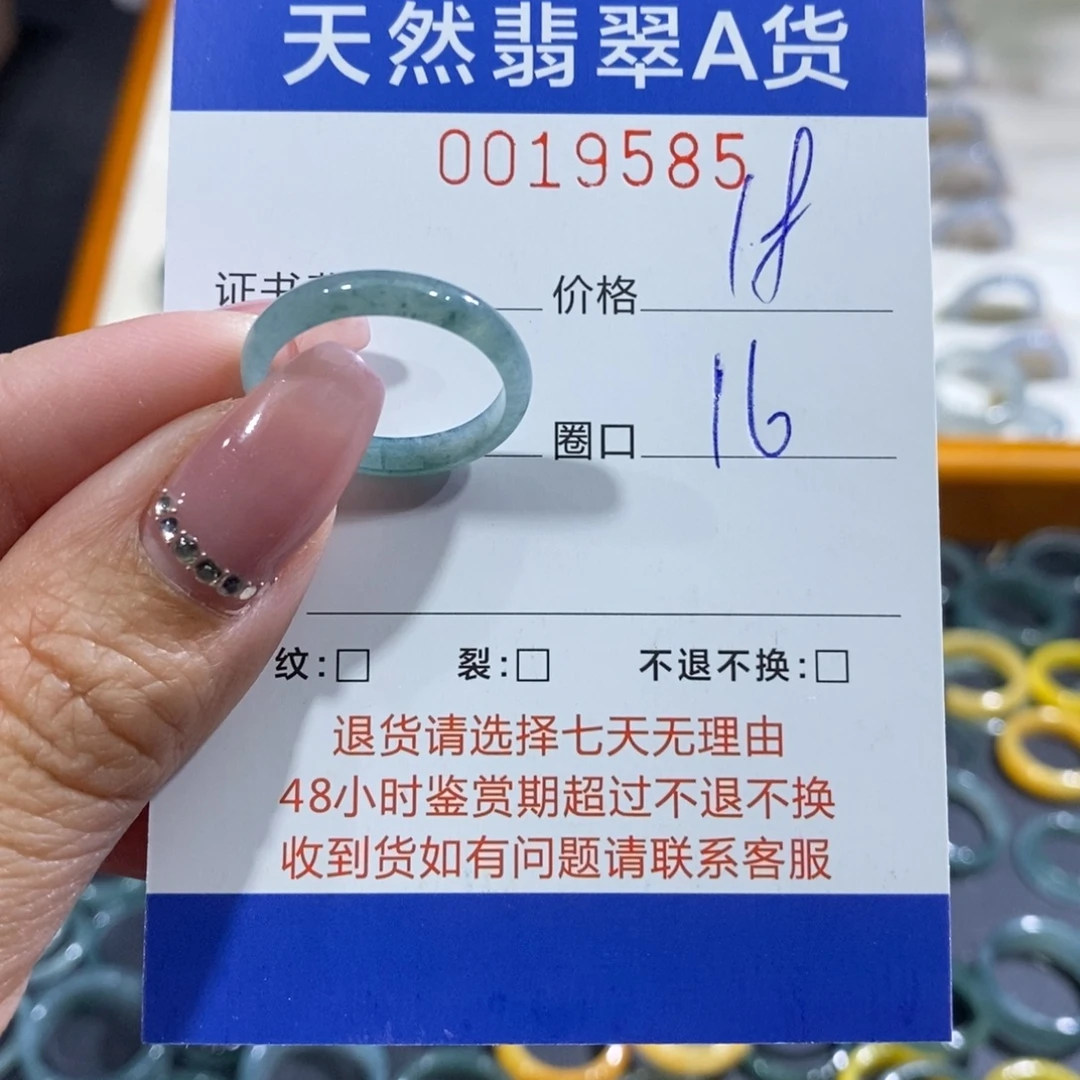 天然翡翠A货
0019585
证书
价格 18
圈口 16
纹:□ 裂:□ 不退不换:□
退货请选择七天无理由
48小时鉴赏期超过不退不换
收到货如有问题请联系客服